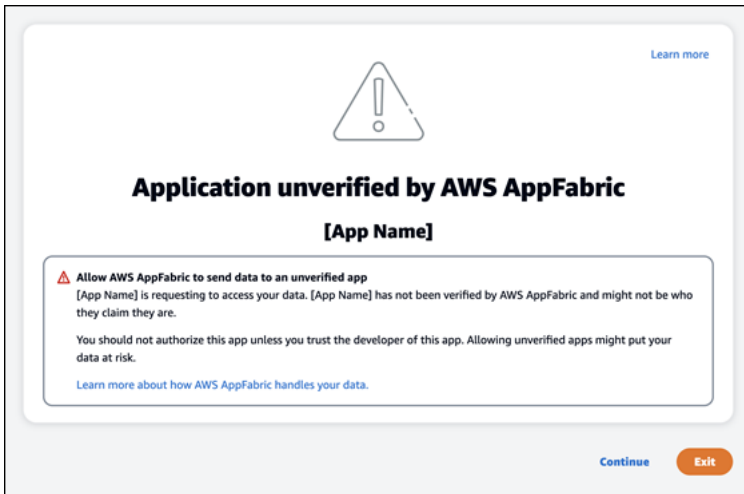 Learn more
Application unverified by AWS AppFabric
[App Name]
Allow AWS AppFabric to send data to an unverified app
[App Name] is requesting to access your data. [App Name] has not been verified by AWS AppFabric and might not be who
they claim they are.
You should not authorize this app unless you trust the developer of this app. Allowing unverified apps might put your
data at risk.
Learn more about how AWS AppFabric handles your data.
Continue
Exit